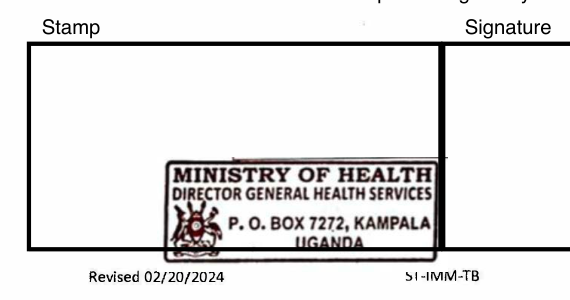 Stamp
Signature
MINISTRY OF HEALTH
DIRECTOR GENERAL HEALTH SERVICES
P. O. BOX 7272, KAMPALA
UGANDA
Revised 02/20/2024
ST-IMM-TB